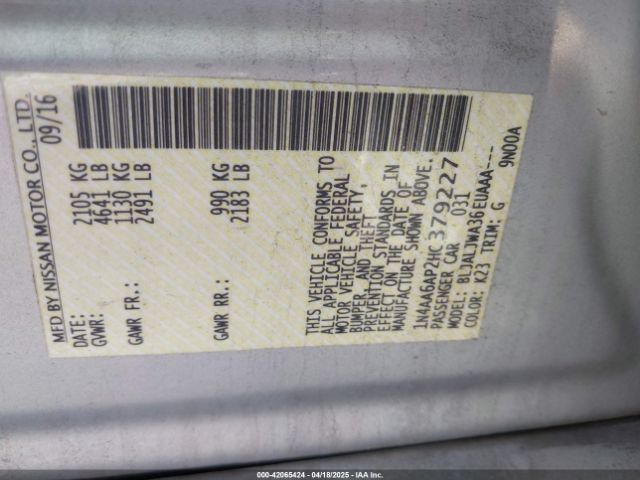 MFD BY NISSAN MOTOR CO., LTD.
DATE: 09/16
GVWR: 2105 KG
4641 LB
GAWR FR.: 1130 KG
2491 LB
GAWR RR.: 990 KG
2183 LB
THIS VEHICLE CONFORMS TO
ALL APPLICABLE FEDERAL
MOTOR VEHICLE SAFETY,
BUMPER, AND THEFT
PREVENTION STANDARDS IN
EFFECT ON THE DATE OF
MANUFACTURE SHOWN ABOVE.
1N4AA6AP2HC379227
PASSENGER CAR 031
MODEL: BLJALJWA36EUAAA---
COLOR: K23 TRIM: G 9N00A
000-42065424 - 04/18/2025 - IAA Inc.